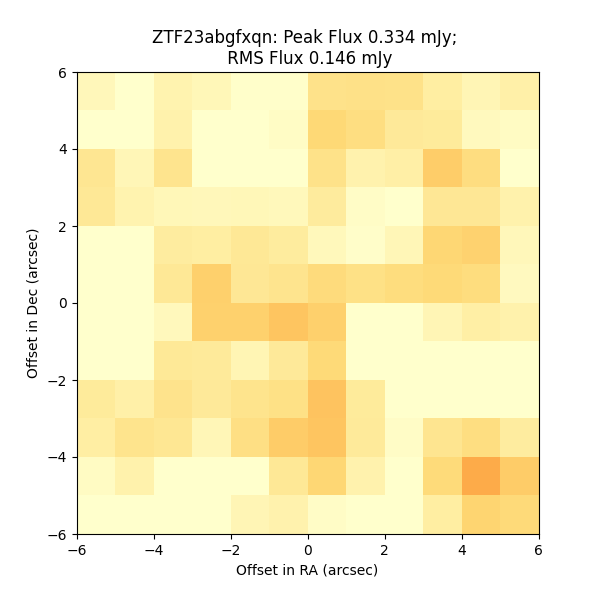 ZTF23abgfxqn: Peak Flux 0.334 mJy;
RMS Flux 0.146 mJy
6
4
2
0
−2
−4
−6
Offset in Dec (arcsec)
−6 −4 −2 0 2 4 6
Offset in RA (arcsec)